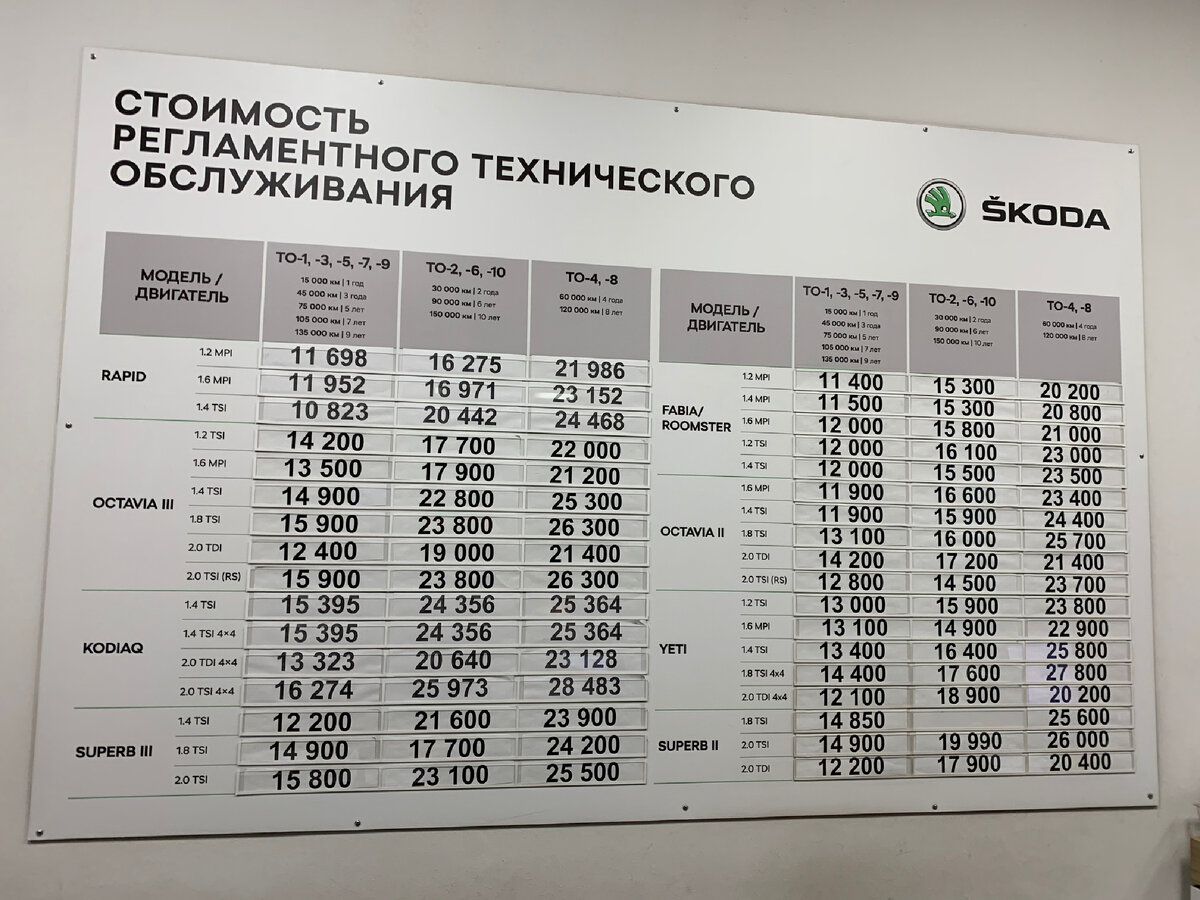 СТОИМОСТЬ
РЕГЛАМЕНТНОГО ТЕХНИЧЕСКОГО
ОБСЛУЖИВАНИЯ
ŠKODA
МОДЕЛЬ /
ДВИГАТЕЛЬ
ТО-1, -3, -5, -7, -9
15 000 км | 1 год
45 000 км | 3 года
75 000 км | 5 лет
105 000 км | 7 лет
135 000 км | 9 лет
ТО-2, -6, -10
30 000 км | 2 года
90 000 км | 6 лет
150 000 км | 10 лет
ТО-4, -8
60 000 км | 4 года
120 000 км | 8 лет
RAPID
1.2 MPI 11 698 16 275 21 986
1.6 MPI 11 952 16 971 23 152
1.4 TSI 10 823 20 442 24 468
OCTAVIA III
1.2 TSI 14 200 17 700 22 000
1.6 MPI 13 500 17 900 21 200
1.4 TSI 14 900 22 800 25 300
1.8 TSI 15 900 23 800 26 300
2.0 TDI 12 400 19 000 21 400
2.0 TSI (RS) 15 900 23 800 26 300
KODIAQ
1.4 TSI 15 395 24 356 25 364
1.4 TSI 4×4 15 395 24 356 25 364
2.0 TDI 4×4 13 323 20 640 23 128
2.0 TSI 4×4 16 274 25 973 28 483
SUPERB III
1.4 TSI 12 200 21 600 23 900
1.8 TSI 14 900 17 700 24 200
2.0 TSI 15 800 23 100 25 500
МОДЕЛЬ /
ДВИГАТЕЛЬ
ТО-1, -3, -5, -7, -9
15 000 км | 1 год
45 000 км | 3 года
75 000 км | 5 лет
105 000 км | 7 лет
135 000 км | 9 лет
ТО-2, -6, -10
30 000 км | 2 года
90 000 км | 6 лет
150 000 км | 10 лет
ТО-4, -8
60 000 км | 4 года
120 000 км | 8 лет
FABIA/
ROOMSTER
1.2 MPI 11 400 15 300 20 200
1.4 MPI 11 500 15 300 20 800
1.6 MPI 12 000 15 800 21 000
1.2 TSI 12 000 16 100 23 000
1.4 TSI 12 000 15 500 23 500
OCTAVIA II
1.6 MPI 11 900 16 600 23 400
1.4 TSI 11 900 15 900 24 400
1.8 TSI 13 100 16 000 25 700
2.0 TDI 14 200 17 200 21 400
2.0 TSI (RS) 12 800 14 500 23 700
YETI
1.2 TSI 13 000 15 900 23 800
1.6 MPI 13 100 14 900 22 900
1.4 TSI 13 400 16 400 25 800
1.8 TSI 4x4 14 400 17 600 27 800
2.0 TDI 4x4 12 100 18 900 20 200
SUPERB II
1.8 TSI 14 850 25 600
2.0 TSI 14 900 19 990 26 000
2.0 TDI 12 200 17 900 20 400